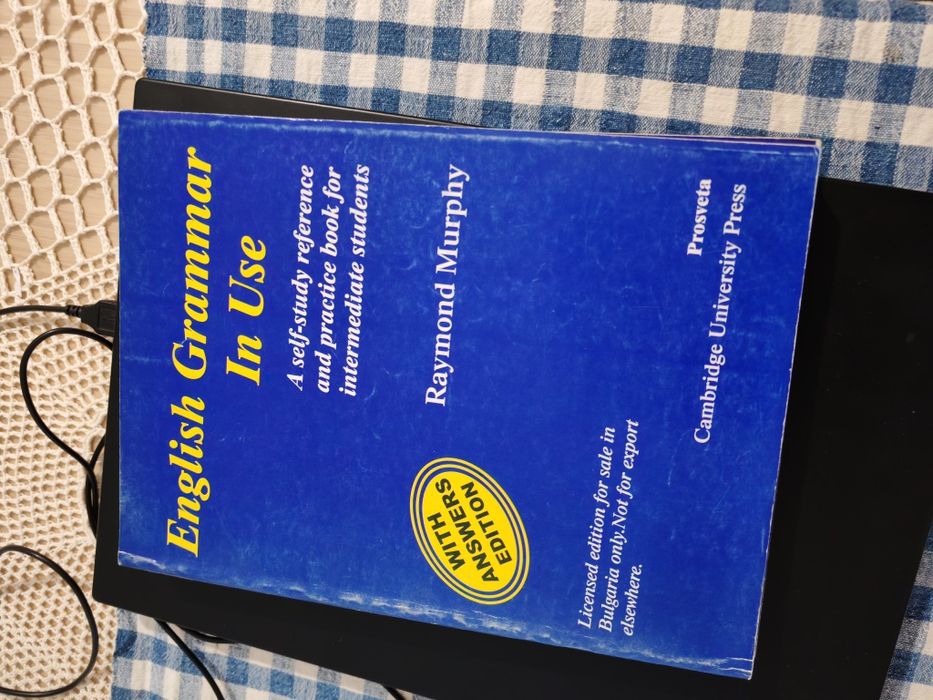 English Grammar
In Use
A self-study reference
and practice book for
intermediate students
Raymond Murphy
WITH
ANSWERS
EDITION
Licensed edition for sale in
Bulgaria only.Not for export
elsewhere.
Prosveta
Cambridge University Press